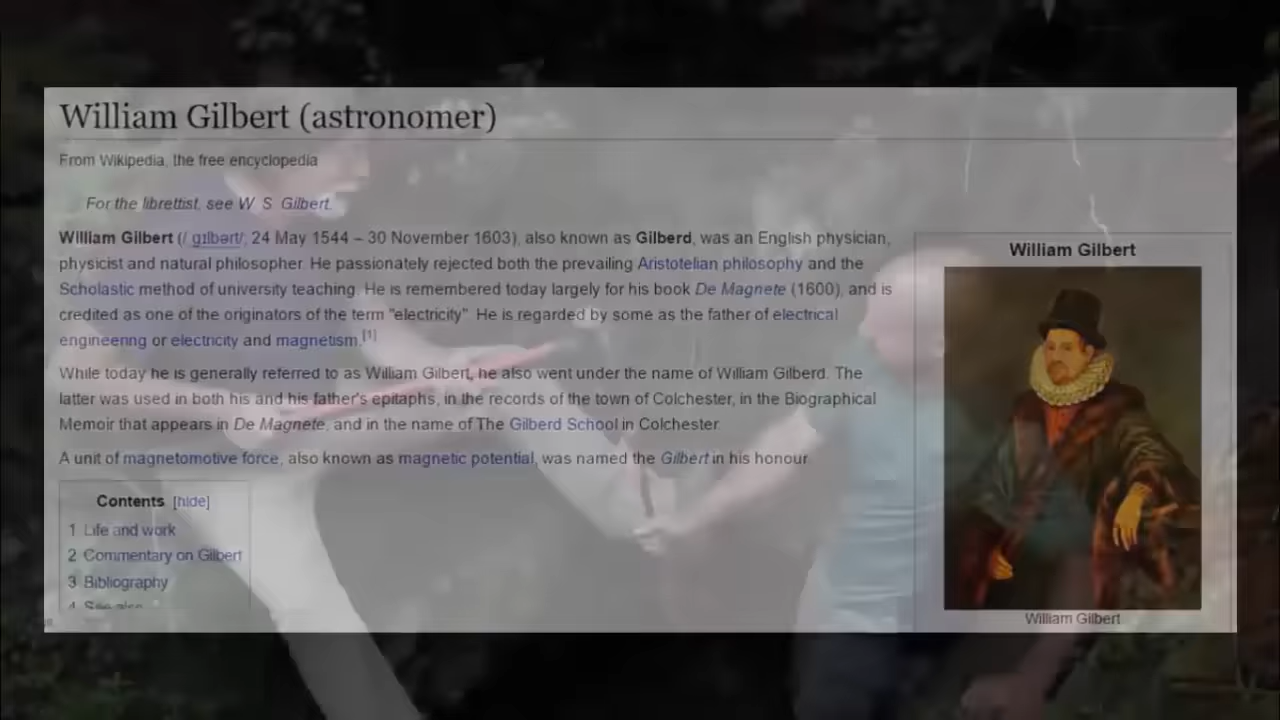 William Gilbert (astronomer)
From Wikipedia, the free encyclopedia
For the librettist, see W. S. Gilbert.
William Gilbert (/ˈɡɪlbərt/; 24 May 1544 – 30 November 1603), also known as Gilberd, was an English physician,
physicist and natural philosopher. He passionately rejected both the prevailing Aristotelian philosophy and the
Scholastic method of university teaching. He is remembered today largely for his book De Magnete (1600), and is
credited as one of the originators of the term "electricity". He is regarded by some as the father of electrical
engineering or electricity and magnetism.[1]
While today he is generally referred to as William Gilbert, he also went under the name of William Gilberd. The
latter was used in both his and his father's epitaphs, in the records of the town of Colchester, in the Biographical
Memoir that appears in De Magnete, and in the name of The Gilberd School in Colchester.
A unit of magnetomotive force, also known as magnetic potential, was named the Gilbert in his honour.
Contents [hide]
1 Life and work
2 Commentary on Gilbert
3 Bibliography
4 See also
William Gilbert
William Gilbert